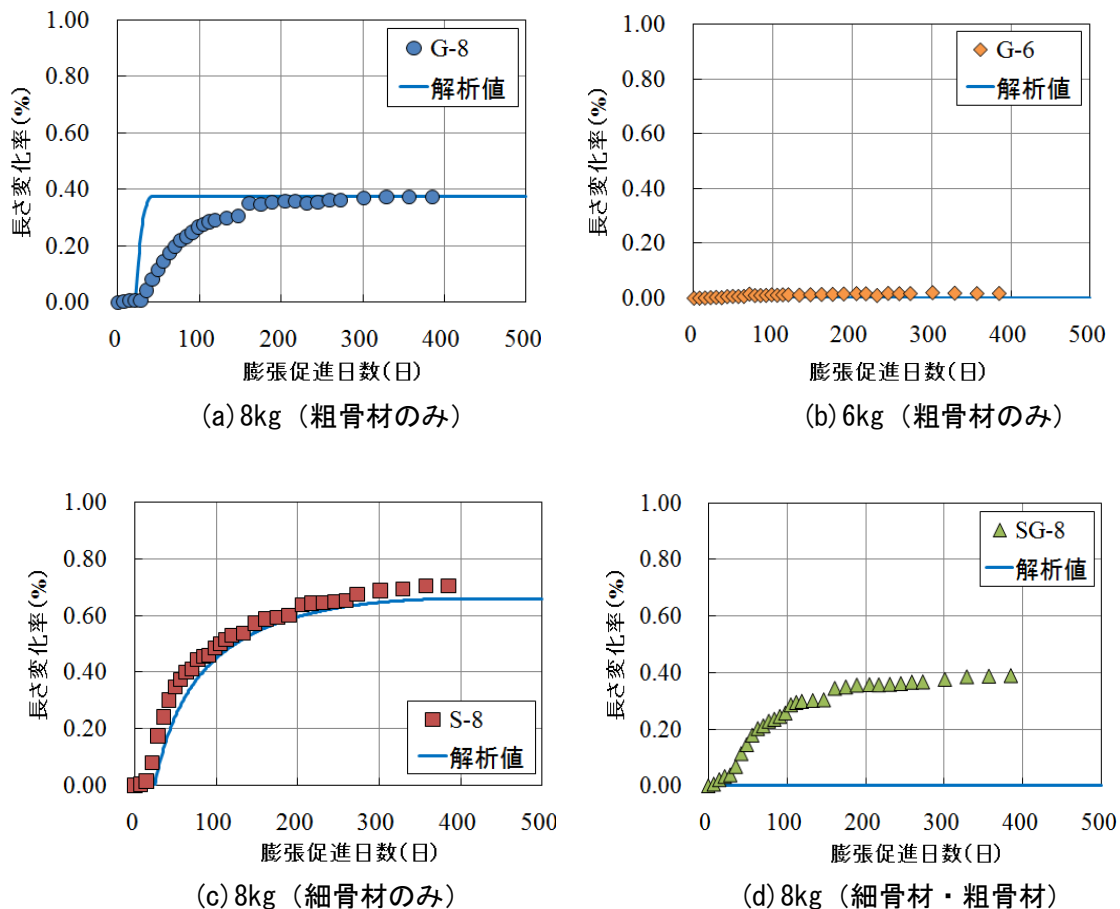 1.00
0.80
0.60
0.40
0.20
0.00
長さ変化率(%)
G-8
解析値
0 100 200 300 400 500
膨張促進日数(日)
(a)8kg（粗骨材のみ）
1.00
0.80
0.60
0.40
0.20
0.00
長さ変化率(%)
G-6
解析値
0 100 200 300 400 500
膨張促進日数(日)
(b)6kg（粗骨材のみ）
1.00
0.80
0.60
0.40
0.20
0.00
長さ変化率(%)
S-8
解析値
0 100 200 300 400 500
膨張促進日数(日)
(c)8kg（細骨材のみ）
1.00
0.80
0.60
0.40
0.20
0.00
長さ変化率(%)
SG-8
解析値
0 100 200 300 400 500
膨張促進日数(日)
(d)8kg（細骨材・粗骨材）